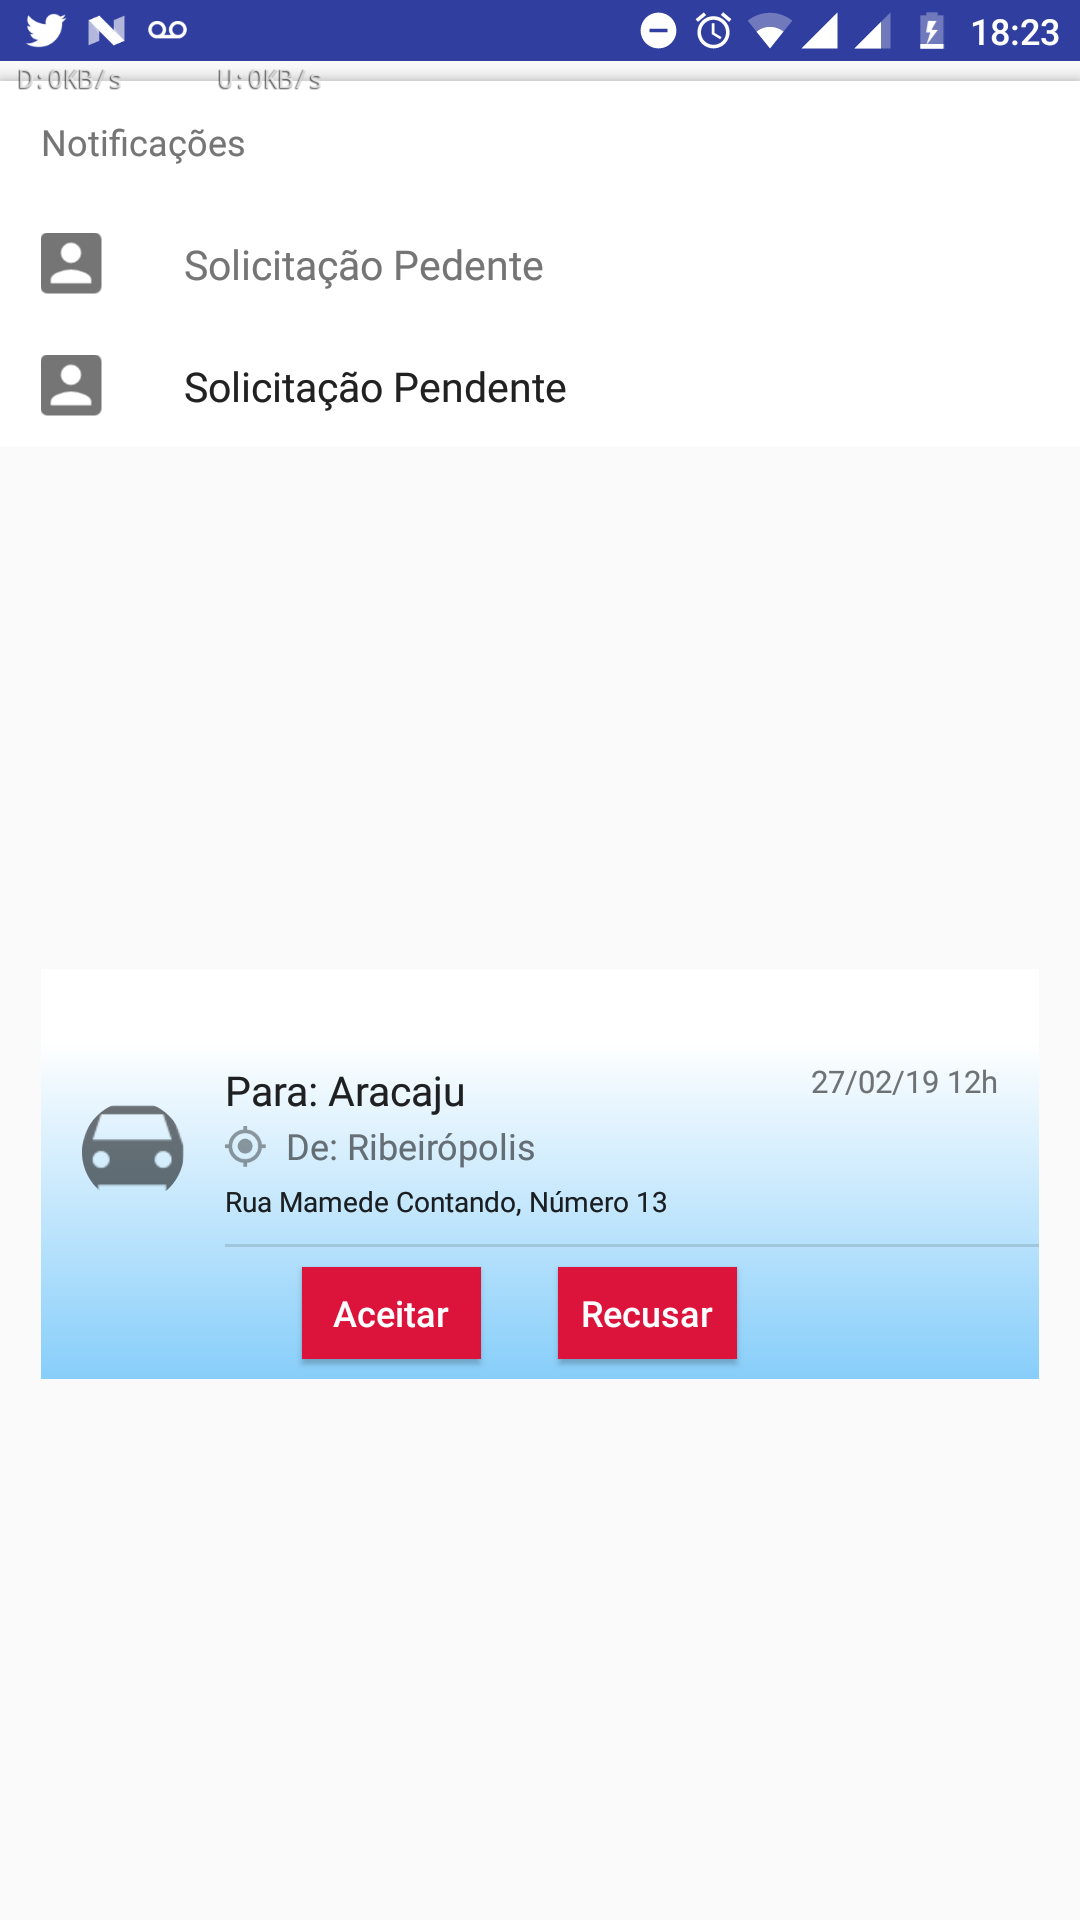 18:23
D:0KB/s U:0KB/s
Notificações
Solicitação Pedente
Solicitação Pendente
Para: Aracaju
27/02/19 12h
De: Ribeirópolis
Rua Mamede Contando, Número 13
Aceitar
Recusar